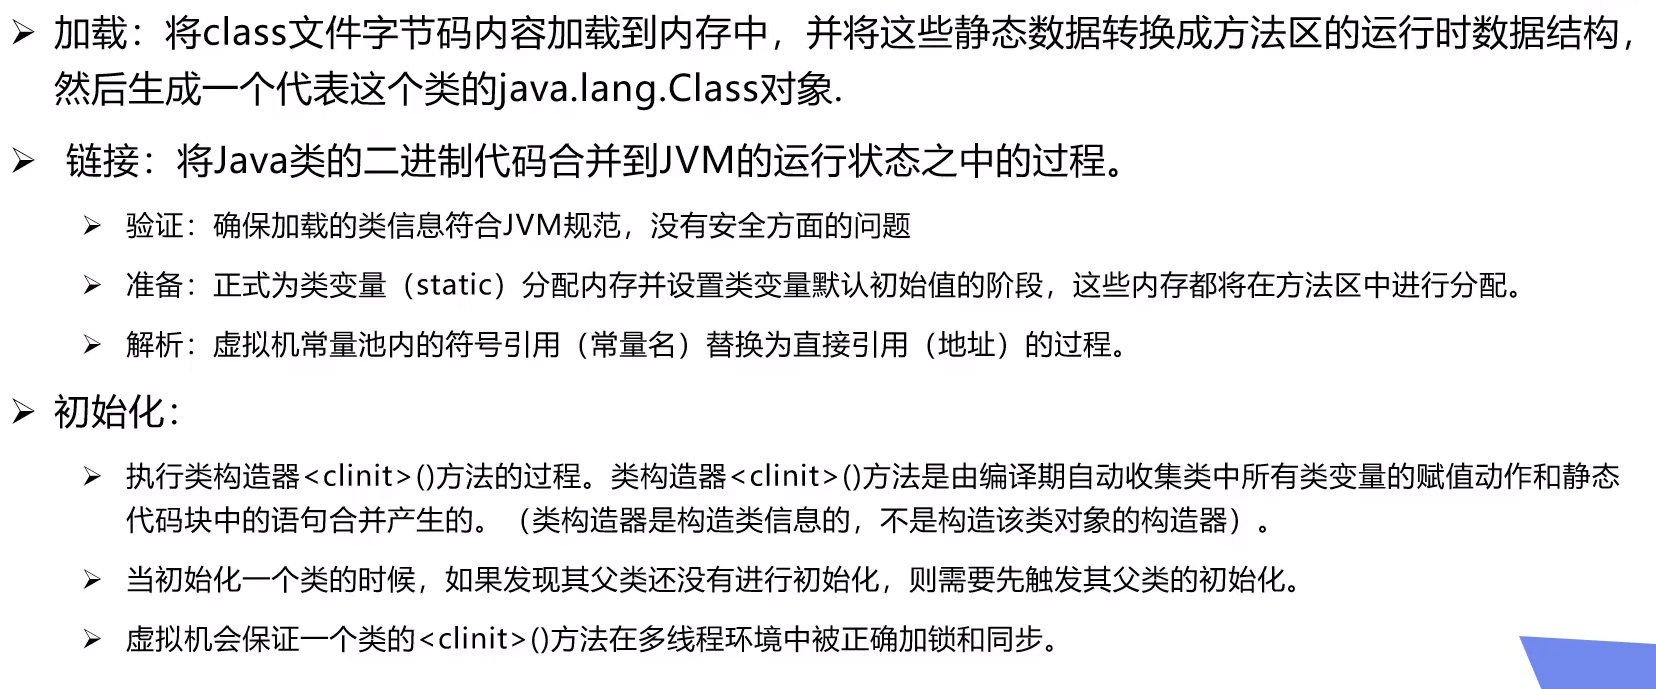 ➢ 加载：将class文件字节码内容加载到内存中，并将这些静态数据转换成方法区的运行时数据结构，
然后生成一个代表这个类的java.lang.Class对象.
➢ 链接：将Java类的二进制代码合并到JVM的运行状态之中的过程。
➢ 验证：确保加载的类信息符合JVM规范，没有安全方面的问题
➢ 准备：正式为类变量（static）分配内存并设置类变量默认初始值的阶段，这些内存都将在方法区中进行分配。
➢ 解析：虚拟机常量池内的符号引用（常量名）替换为直接引用（地址）的过程。
➢ 初始化：
➢ 执行类构造器<clinit>()方法的过程。类构造器<clinit>()方法是由编译期自动收集类中所有类变量的赋值动作和静态
代码块中的语句合并产生的。（类构造器是构造类信息的，不是构造该类对象的构造器）。
➢ 当初始化一个类的时候，如果发现其父类还没有进行初始化，则需要先触发其父类的初始化。
➢ 虚拟机会保证一个类的<clinit>()方法在多线程环境中被正确加锁和同步。